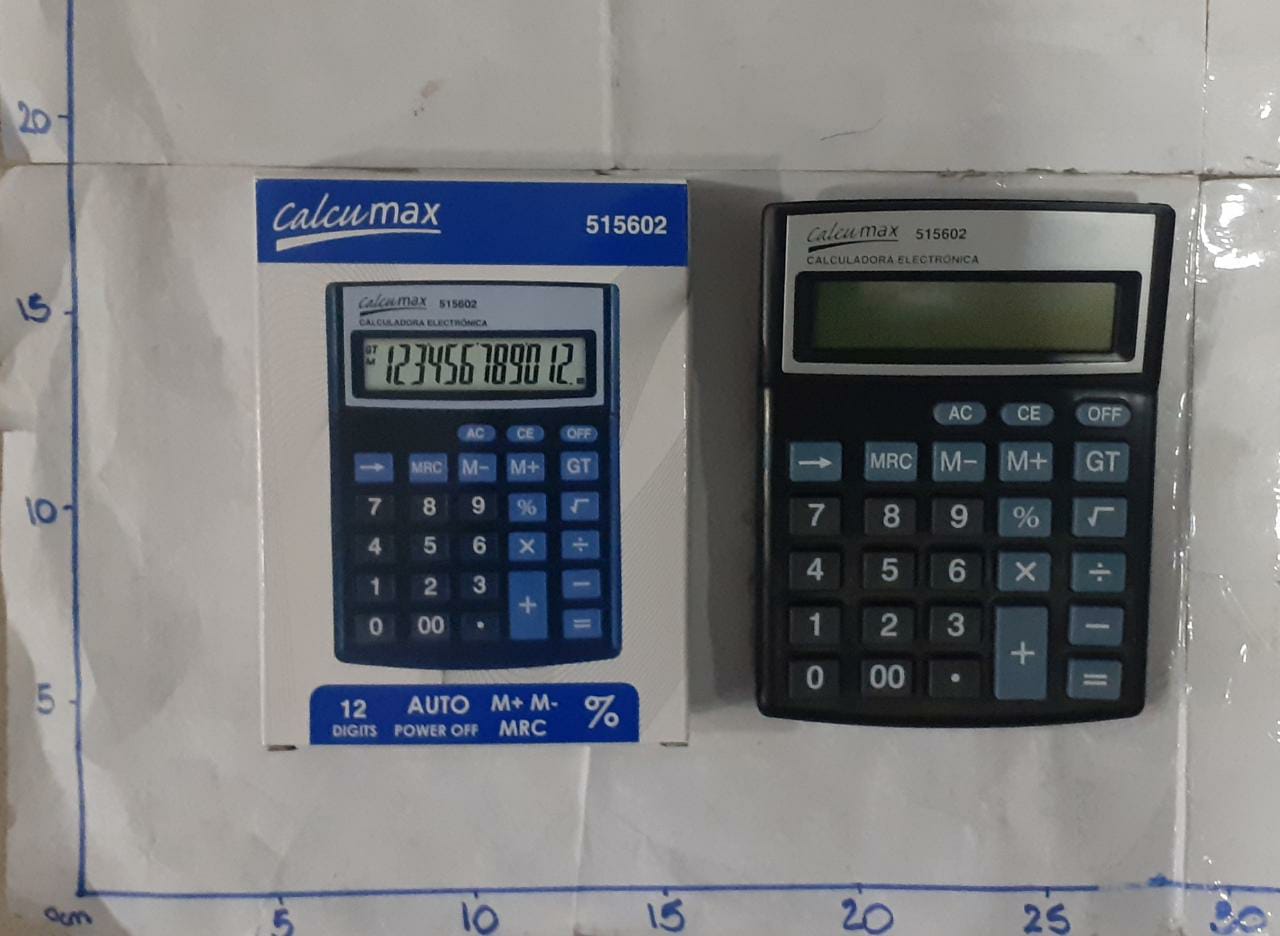 20
15
10
5
0cm
5
10
15
20
25
30
Calcumax
515602
Calcumax 515602
CALCULADORA ELECTRÓNICA
GT
M
123456789012.
AC CE OFF
→ MRC M− M+ GT
7 8 9 % √
4 5 6 × ÷
1 2 3 + −
0 00 . =
12 DIGITS
AUTO POWER OFF
M+ M- MRC
%
Calcumax 515602
CALCULADORA ELECTRÓNICA
AC CE OFF
→ MRC M− M+ GT
7 8 9 % √
4 5 6 × ÷
1 2 3 + −
0 00 . =